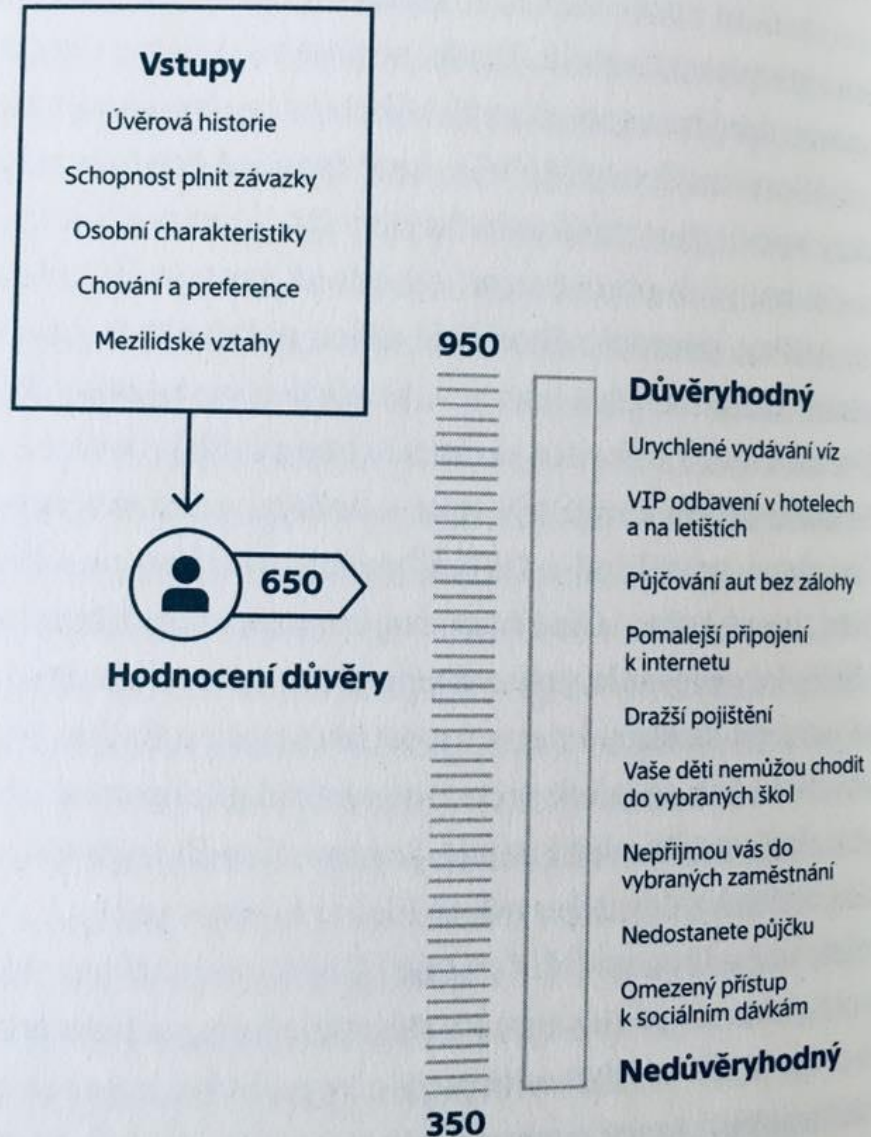 Vstupy
Úvěrová historie
Schopnost plnit závazky
Osobní charakteristiky
Chování a preference
Mezilidské vztahy
650
Hodnocení důvěry
950
350
Důvěryhodný
Urychlené vydávání víz
VIP odbavení v hotelech
a na letištích
Půjčování aut bez zálohy
Pomalejší připojení
k internetu
Dražší pojištění
Vaše děti nemůžou chodit
do vybraných škol
Nepřijmou vás do
vybraných zaměstnání
Nedostanete půjčku
Omezený přístup
k sociálním dávkám
Nedůvěryhodný